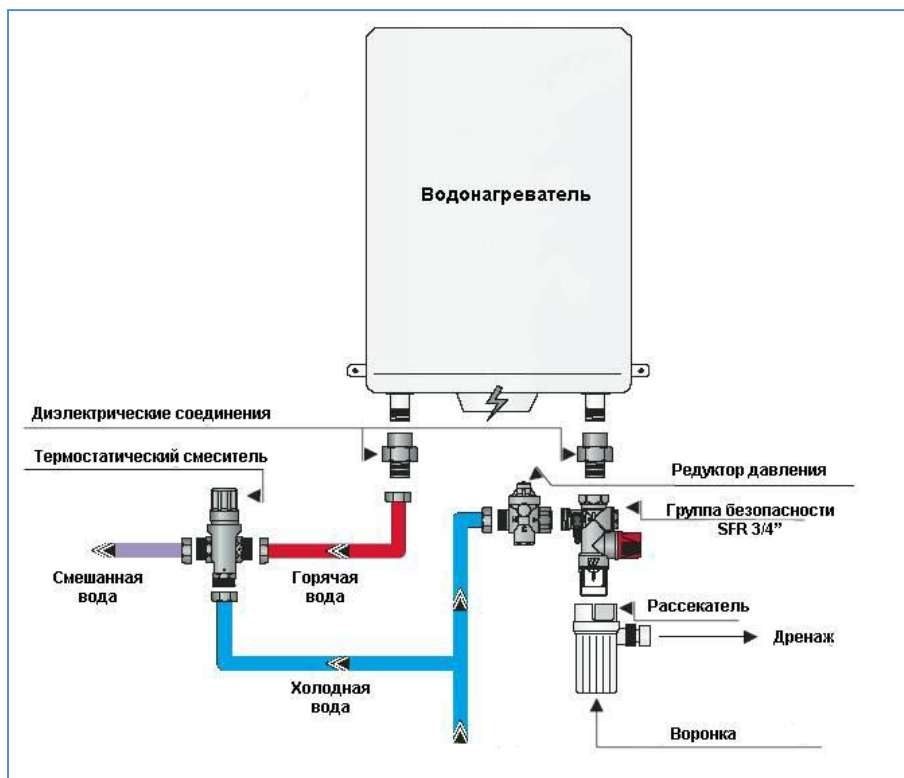 Водонагреватель
Диэлектрические соединения
Термостатический смеситель
Редуктор давления
Группа безопасности
SFR 3/4”
Смешанная
вода
Горячая
вода
Рассекатель
Дренаж
Холодная
вода
Воронка